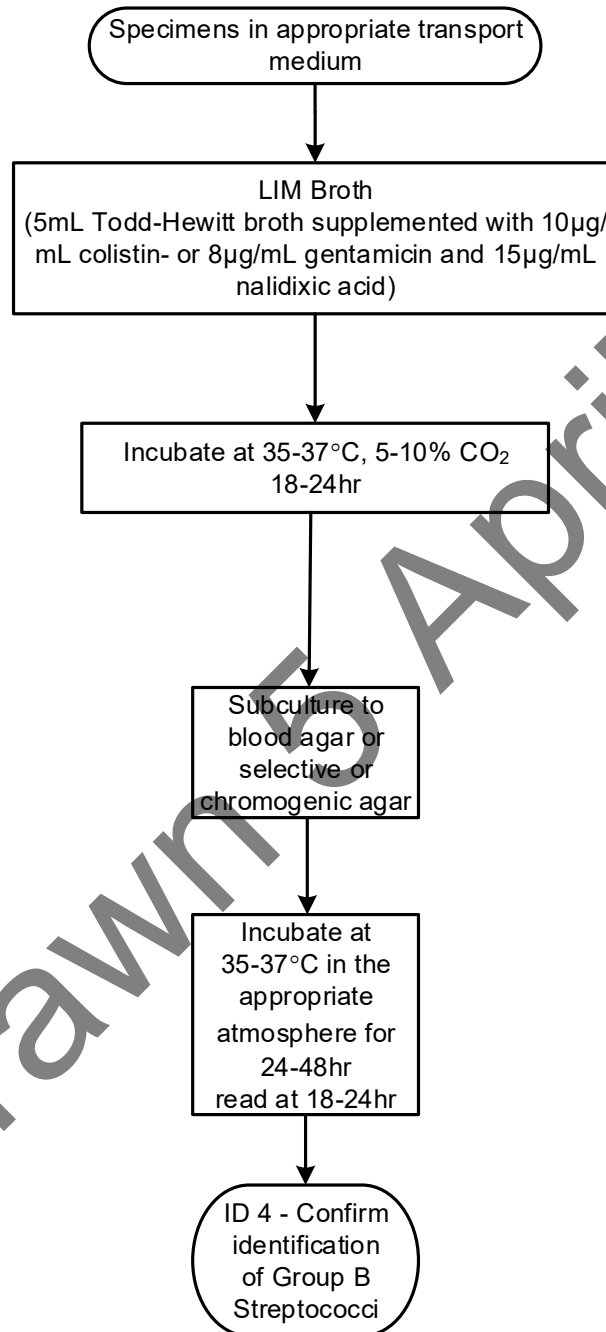 Specimens in appropriate transport
medium
LIM Broth
(5mL Todd-Hewitt broth supplemented with 10µg/
mL colistin- or 8µg/mL gentamicin and 15µg/mL
nalidixic acid)
Incubate at 35-37°C, 5-10% CO₂
18-24hr
Subculture to
blood agar or
selective or
chromogenic agar
Incubate at
35-37°C in the
appropriate
atmosphere for
24-48hr
read at 18-24hr
ID 4 - Confirm
identification
of Group B
Streptococci
rawn 5 Apri